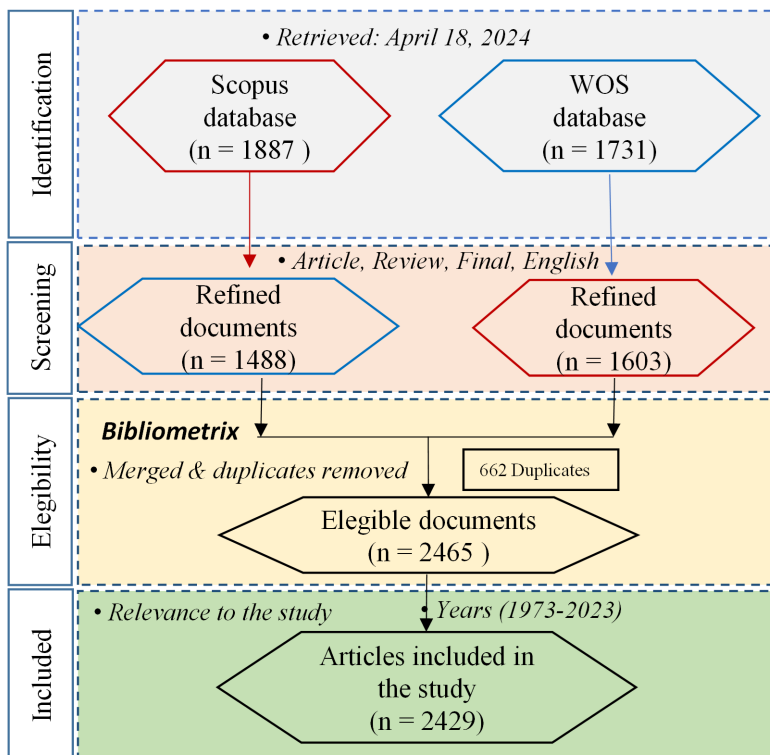 Identification
• Retrieved: April 18, 2024
Scopus
database
(n = 1887 )
WOS
database
(n = 1731)
Screening
• Article, Review, Final, English
Refined
documents
(n = 1488)
Refined
documents
(n = 1603)
Elegibility
Bibliometrix
• Merged & duplicates removed
662 Duplicates
Elegible documents
(n = 2465 )
Included
• Relevance to the study
• Years (1973-2023)
Articles included in
the study
(n = 2429)